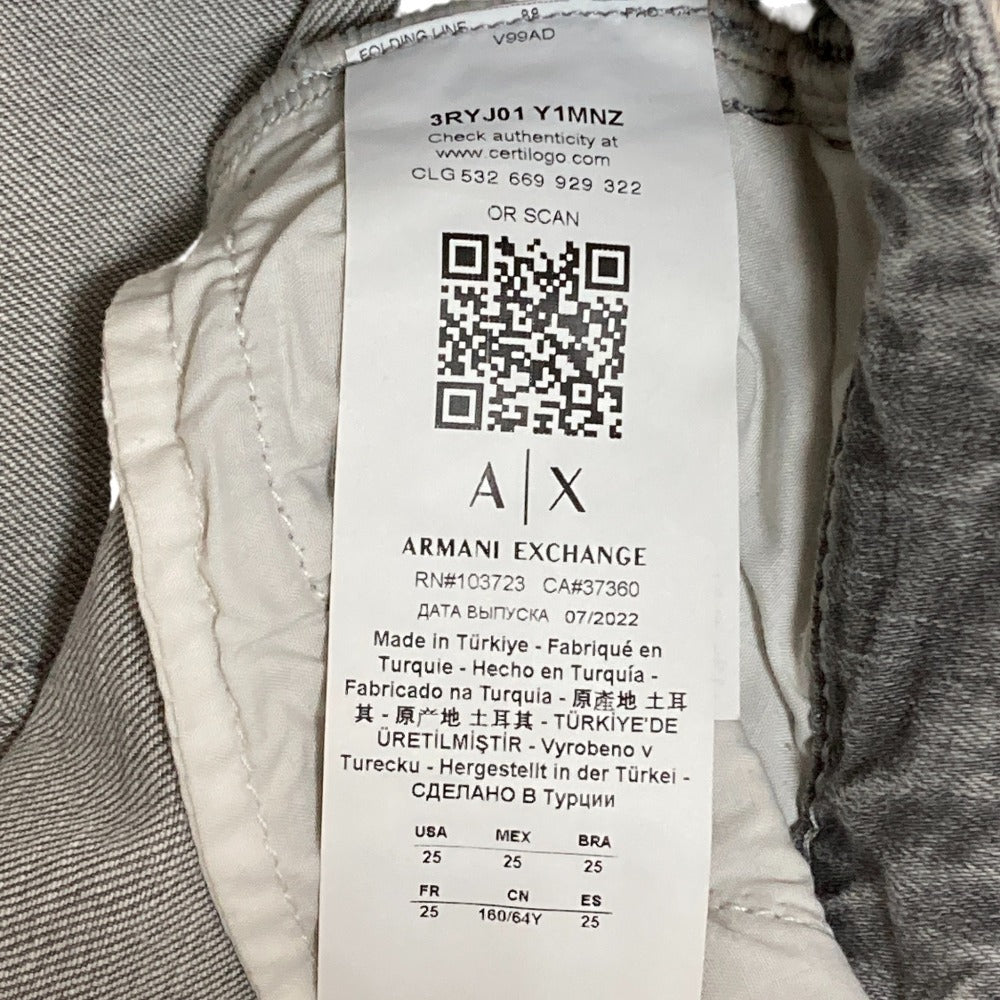 FOLDING LINE 88
V99AD
3RYJ01 Y1MNZ
Check authenticity at
www.certilogo.com
CLG 532 669 929 322
OR SCAN
A|X
ARMANI EXCHANGE
RN#103723 CA#37360
ДАТА ВЫПУСКА 07/2022
Made in Türkiye - Fabriqué en
Turquie - Hecho en Turquía -
Fabricado na Turquia - 原產地 土耳
其 - 原产地 土耳其 - TÜRKİYE'DE
ÜRETİLMİŞTİR - Vyrobeno v
Turecku - Hergestellt in der Türkei -
СДЕЛАНО В Турции
USA MEX BRA
25 25 25
FR CN ES
25 160/64Y 25